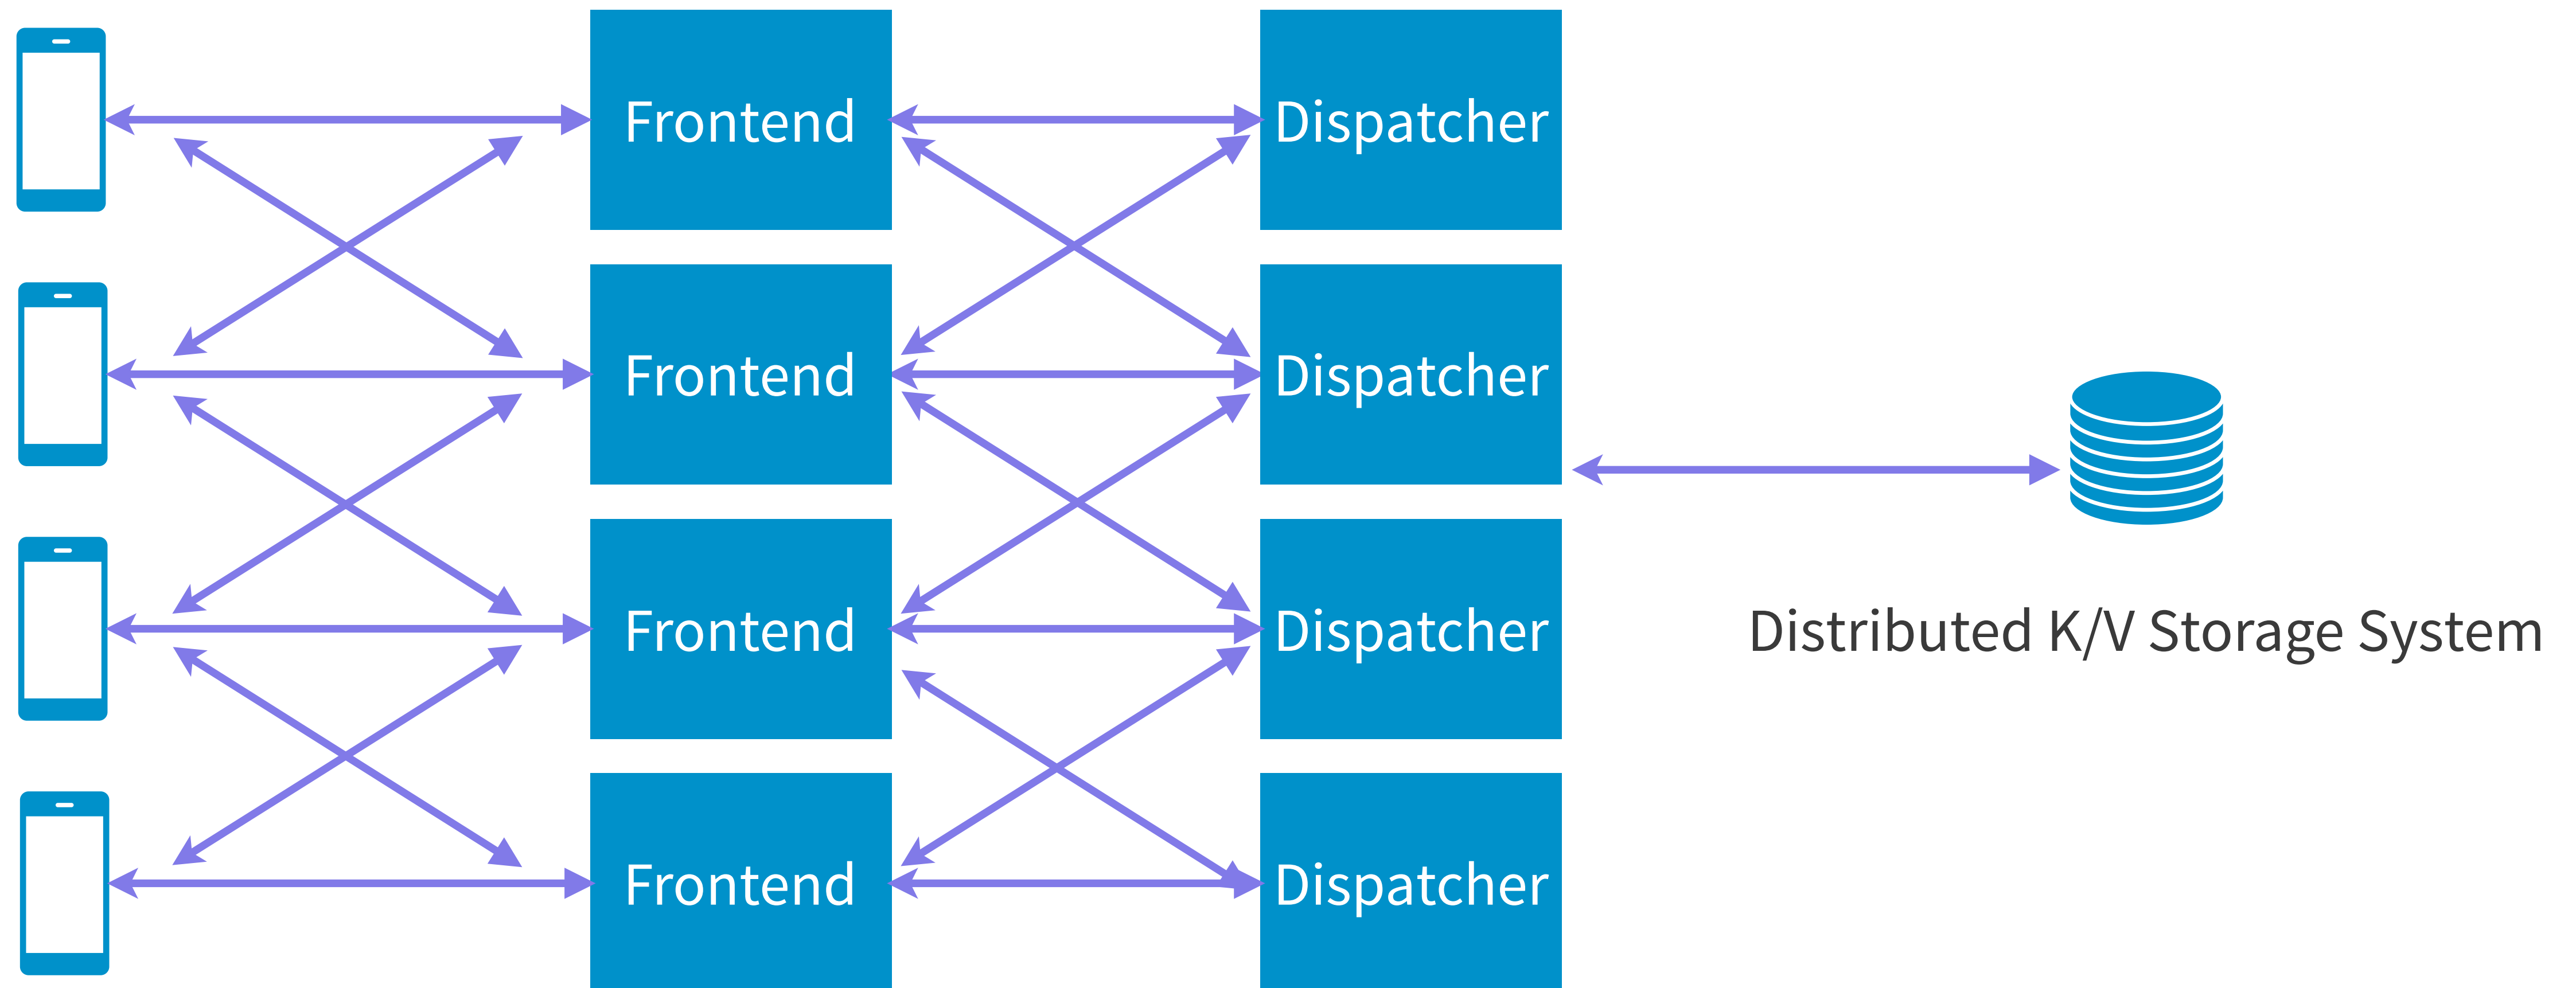 Frontend
Dispatcher
Frontend
Dispatcher
Frontend
Dispatcher
Distributed K/V Storage System
Frontend
Dispatcher